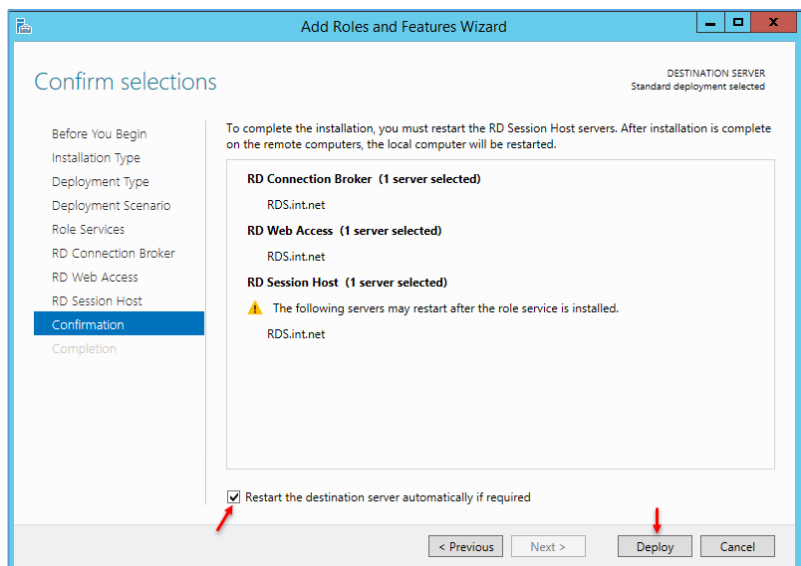 Add Roles and Features Wizard
Confirm selections
DESTINATION SERVER
Standard deployment selected
Before You Begin
Installation Type
Deployment Type
Deployment Scenario
Role Services
RD Connection Broker
RD Web Access
RD Session Host
Confirmation
Completion
To complete the installation, you must restart the RD Session Host servers. After installation is complete
on the remote computers, the local computer will be restarted.
RD Connection Broker (1 server selected)
RDS.int.net
RD Web Access (1 server selected)
RDS.int.net
RD Session Host (1 server selected)
The following servers may restart after the role service is installed.
RDS.int.net
Restart the destination server automatically if required
< Previous
Next >
Deploy
Cancel